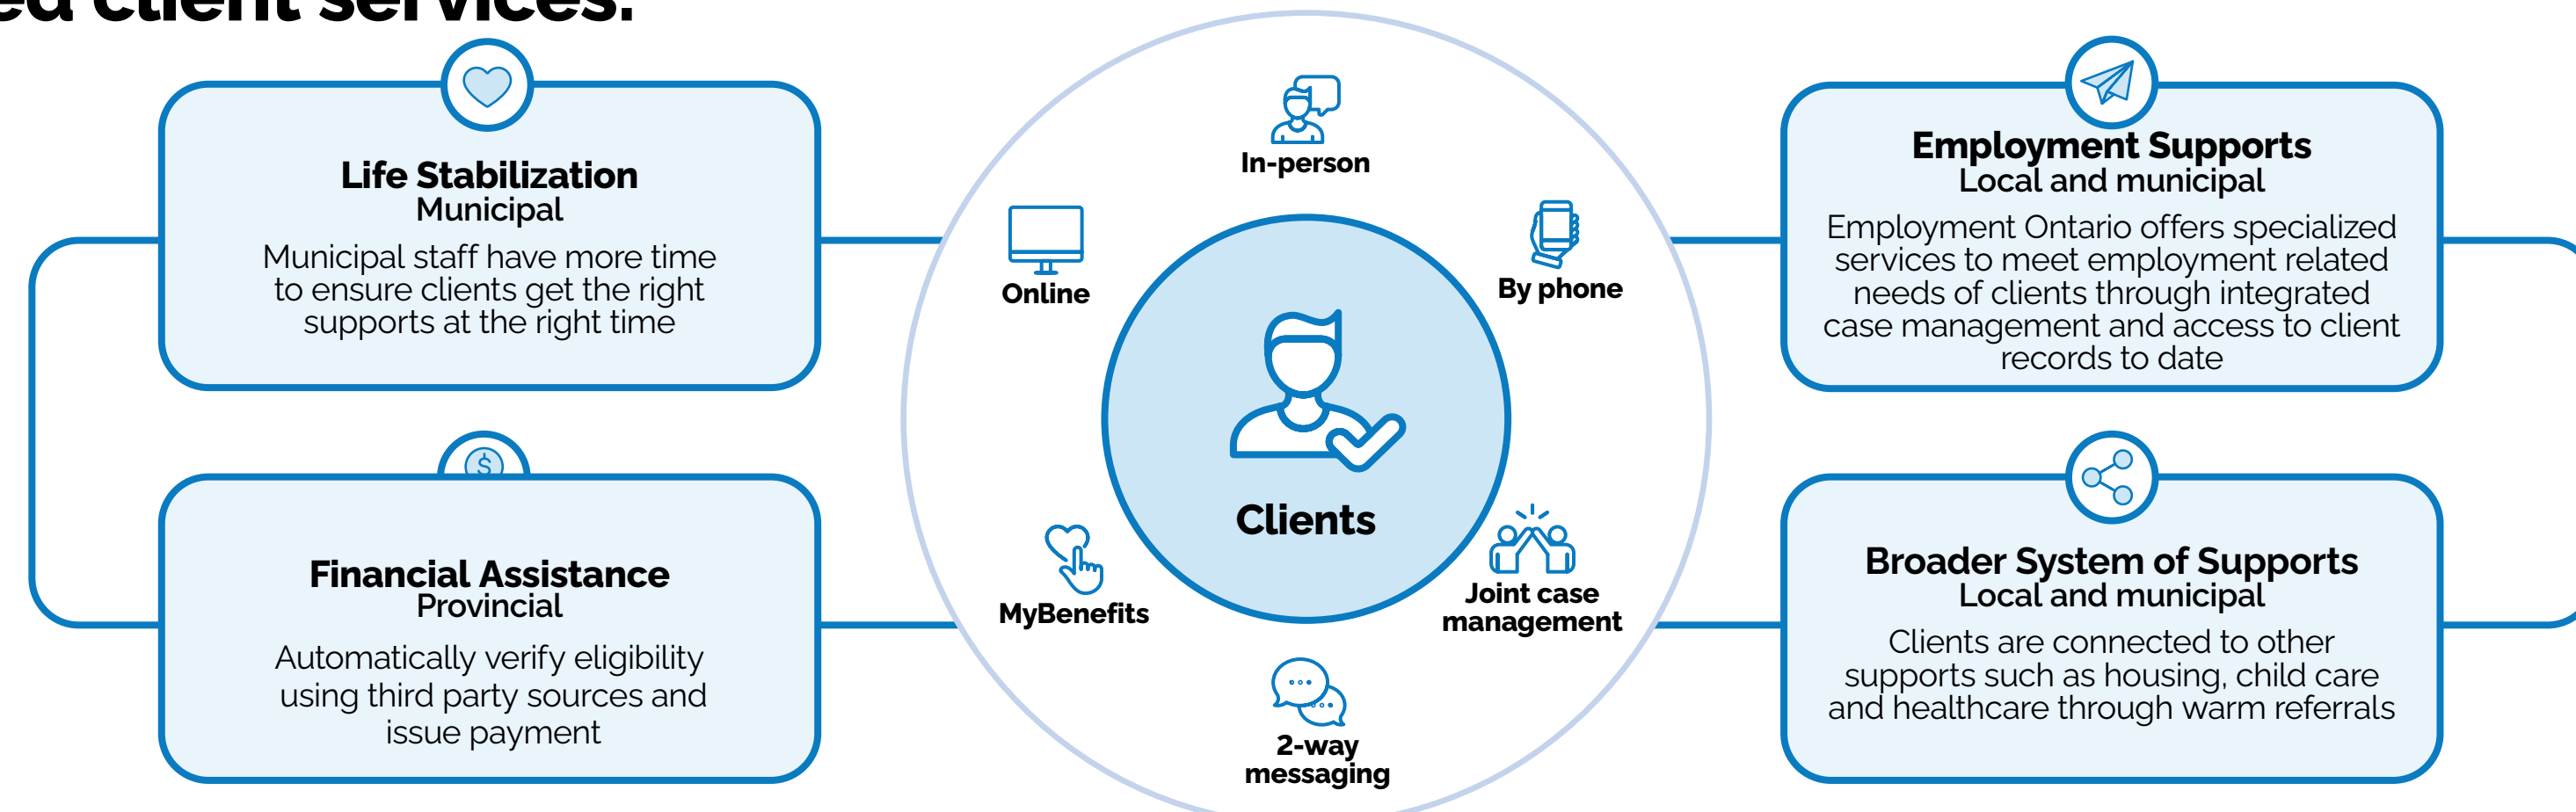 client services.
Life Stabilization
Municipal
Municipal staff have more time
to ensure clients get the right
supports at the right time
$
Financial Assistance
Provincial
Automatically verify eligibility
using third party sources and
issue payment
In-person
Online
By phone
Clients
MyBenefits
Joint case
management
2-way
messaging
Employment Supports
Local and municipal
Employment Ontario offers specialized
services to meet employment related
needs of clients through integrated
case management and access to client
records to date
Broader System of Supports
Local and municipal
Clients are connected to other
supports such as housing, child care
and healthcare through warm referrals